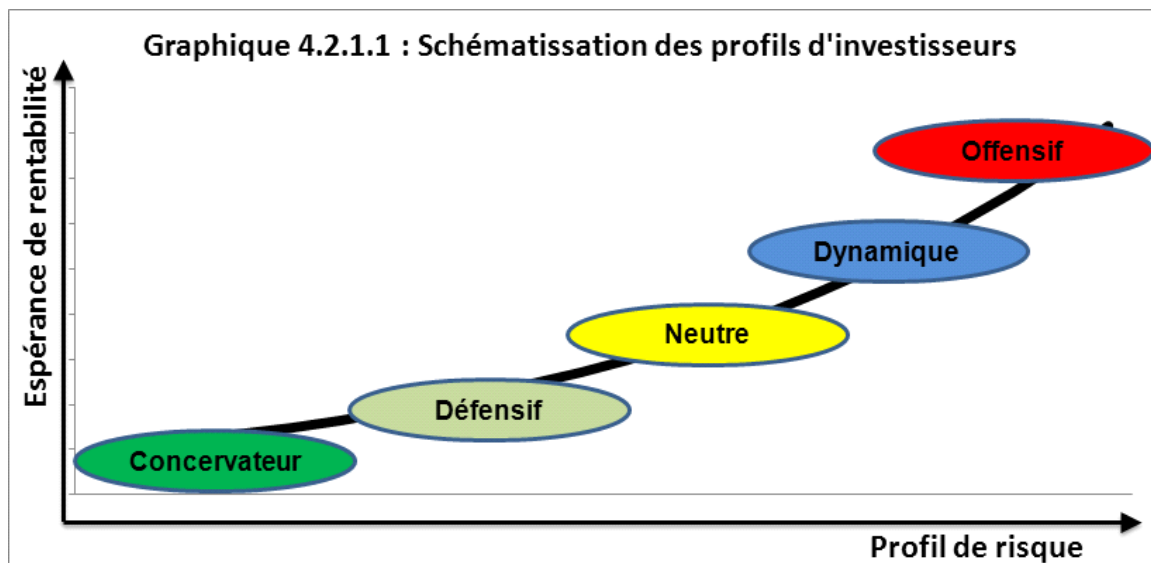 Graphique 4.2.1.1 : Schématissation des profils d'investisseurs
Espérance de rentabilité
Offensif
Dynamique
Neutre
Défensif
Concervateur
Profil de risque